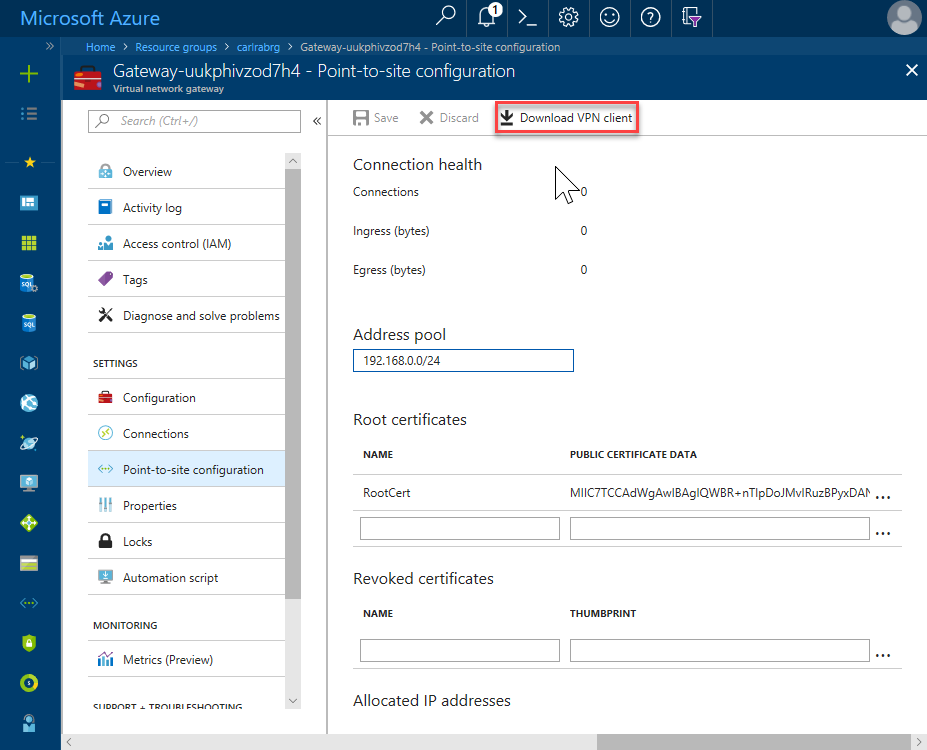 Microsoft Azure
1
Home > Resource groups > carlrabrg > Gateway-uukphivzod7h4 - Point-to-site configuration
Gateway-uukphivzod7h4 - Point-to-site configuration
Virtual network gateway
Search (Ctrl+/)
Save
Discard
Download VPN client
Overview
Activity log
Access control (IAM)
Tags
Diagnose and solve problems
SETTINGS
Configuration
Connections
Point-to-site configuration
Properties
Locks
Automation script
MONITORING
Metrics (Preview)
SUPPORT + TROUBLESHOOTING
Connection health
Connections 0
Ingress (bytes) 0
Egress (bytes) 0
Address pool
192.168.0.0/24
Root certificates
NAME PUBLIC CERTIFICATE DATA
RootCert
Revoked certificates
NAME THUMBPRINT
Allocated IP addresses